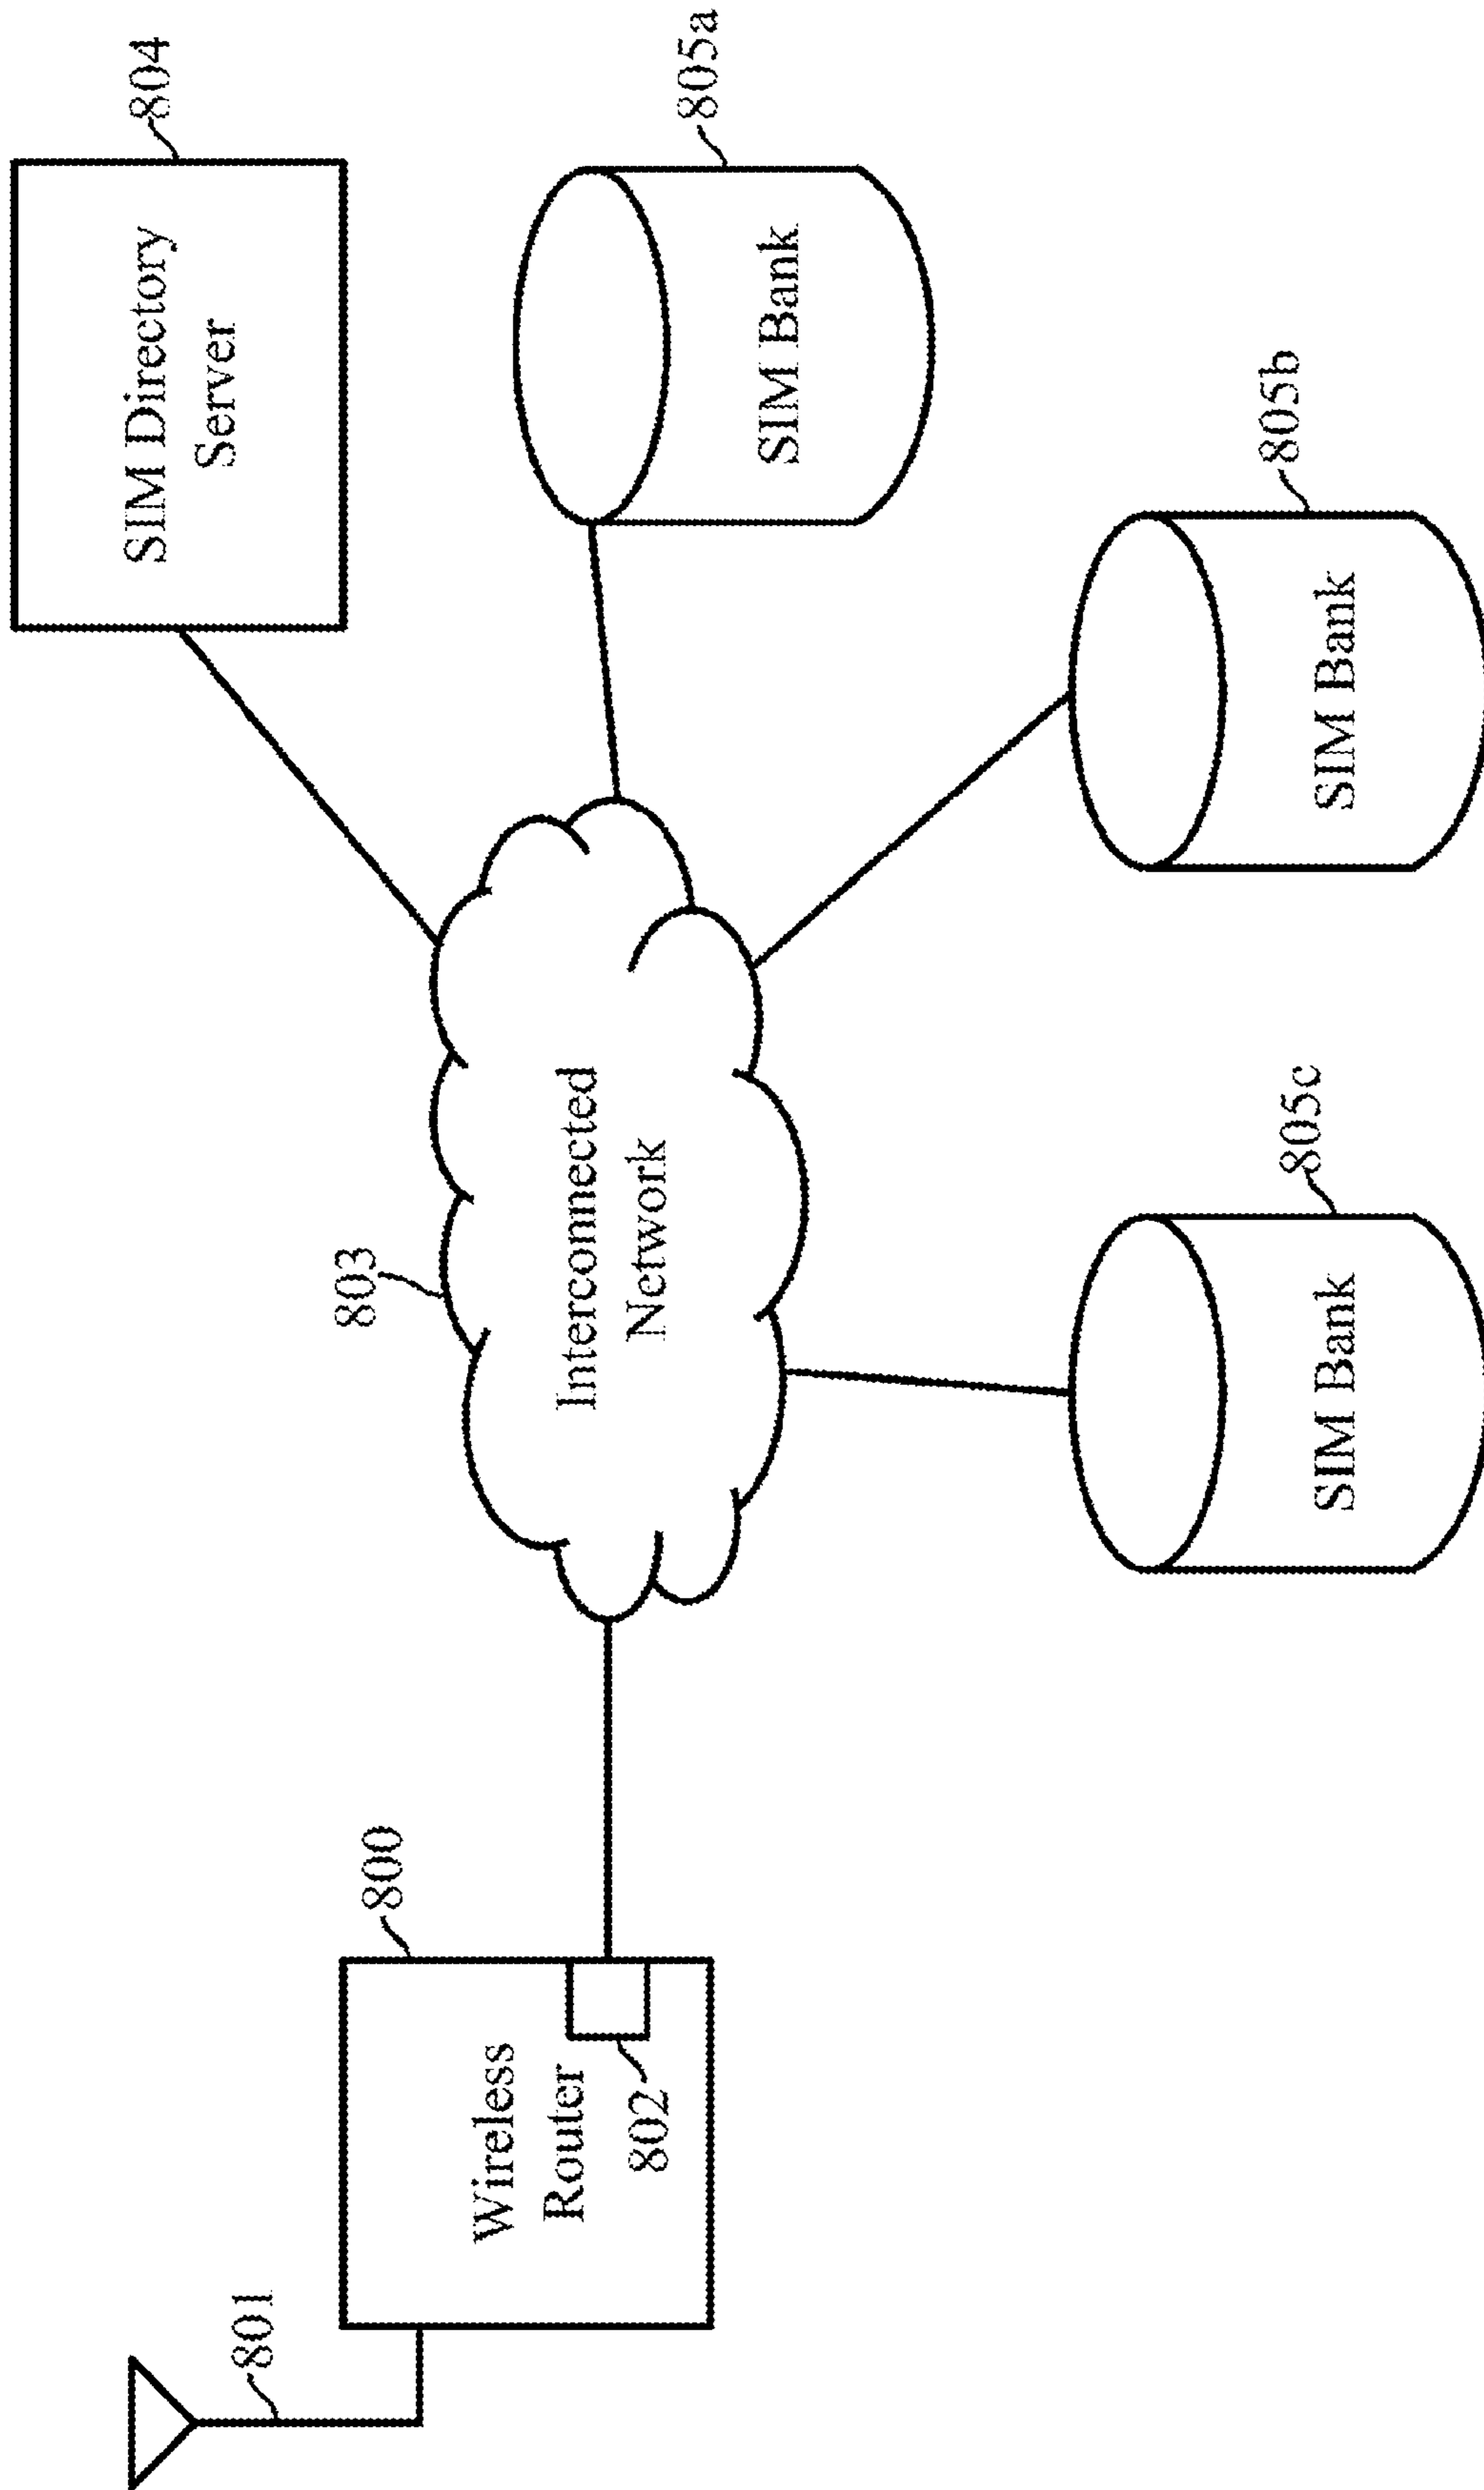 804
SIM Directory
Server
805a
SIM Bank
805b
SIM Bank
805c
SIM Bank
803
Interconnected
Network
800
Wireless
Router
802
801